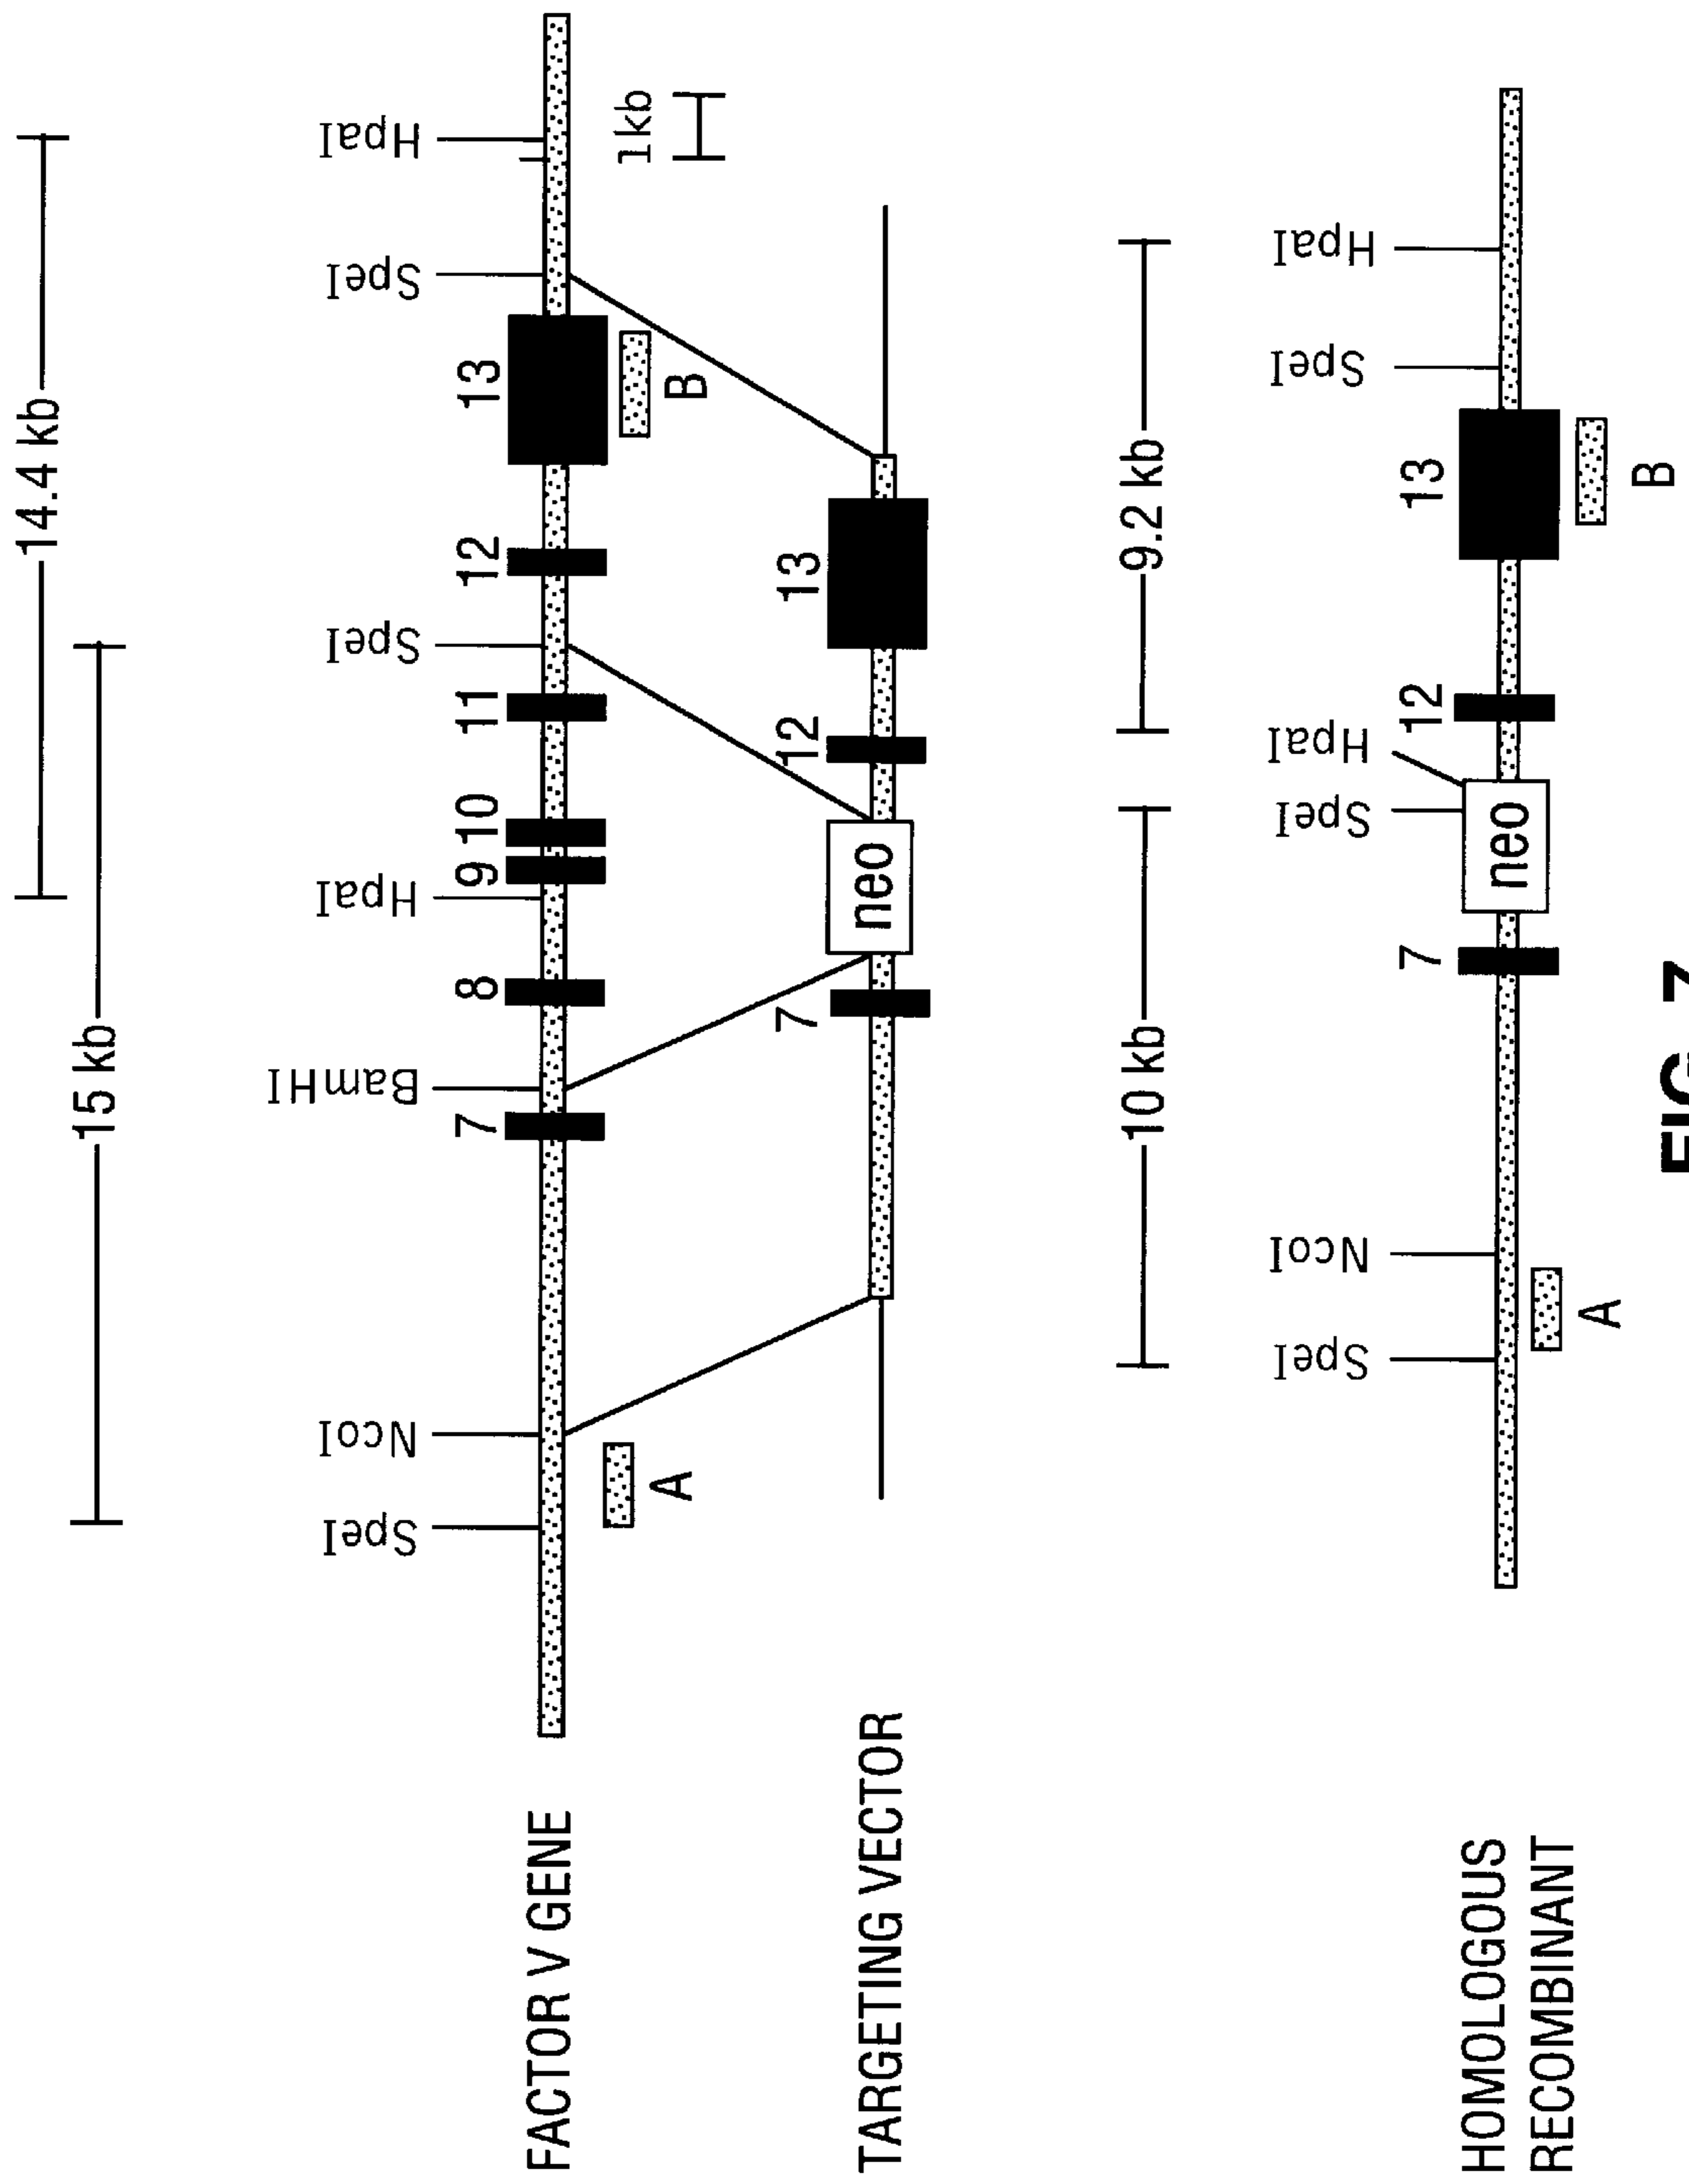 14.4 kb
15 kb
SpeI NcoI BamHI HpaI SpeI SpeI HpaI
FACTOR V GENE 7 8 9 10 11 12 13
A B 1kb
TARGETING VECTOR 7 neo 12 13
10 kb 9.2 kb
SpeI NcoI SpeI HpaI SpeI HpaI
HOMOLOGOUS
RECOMBINANT
7 neo 12 13
A B